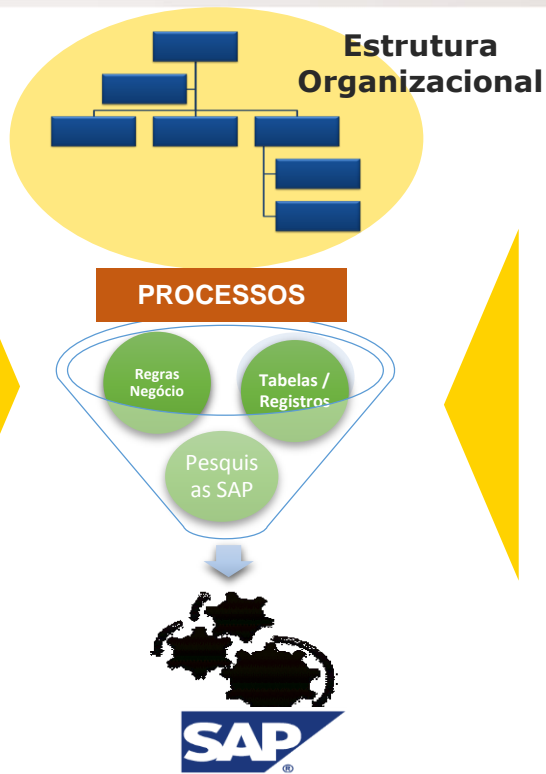 Estrutura
Organizacional
PROCESSOS
Regras
Negócio
Tabelas /
Registros
Pesquis
as SAP
SAP
®